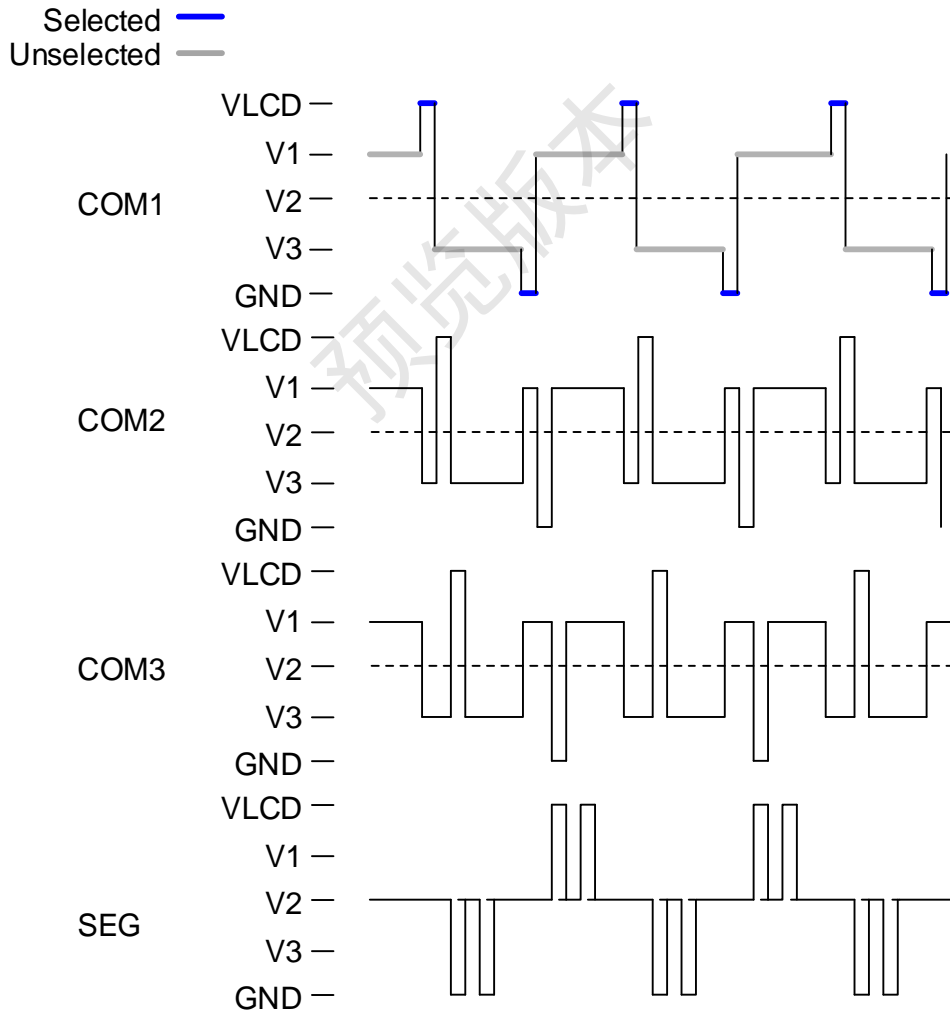 Selected
Unselected
VLCD
V1
COM1
V2
V3
GND
VLCD
V1
COM2
V2
V3
GND
VLCD
V1
COM3
V2
V3
GND
VLCD
V1
V2
SEG
V3
GND
预览版本